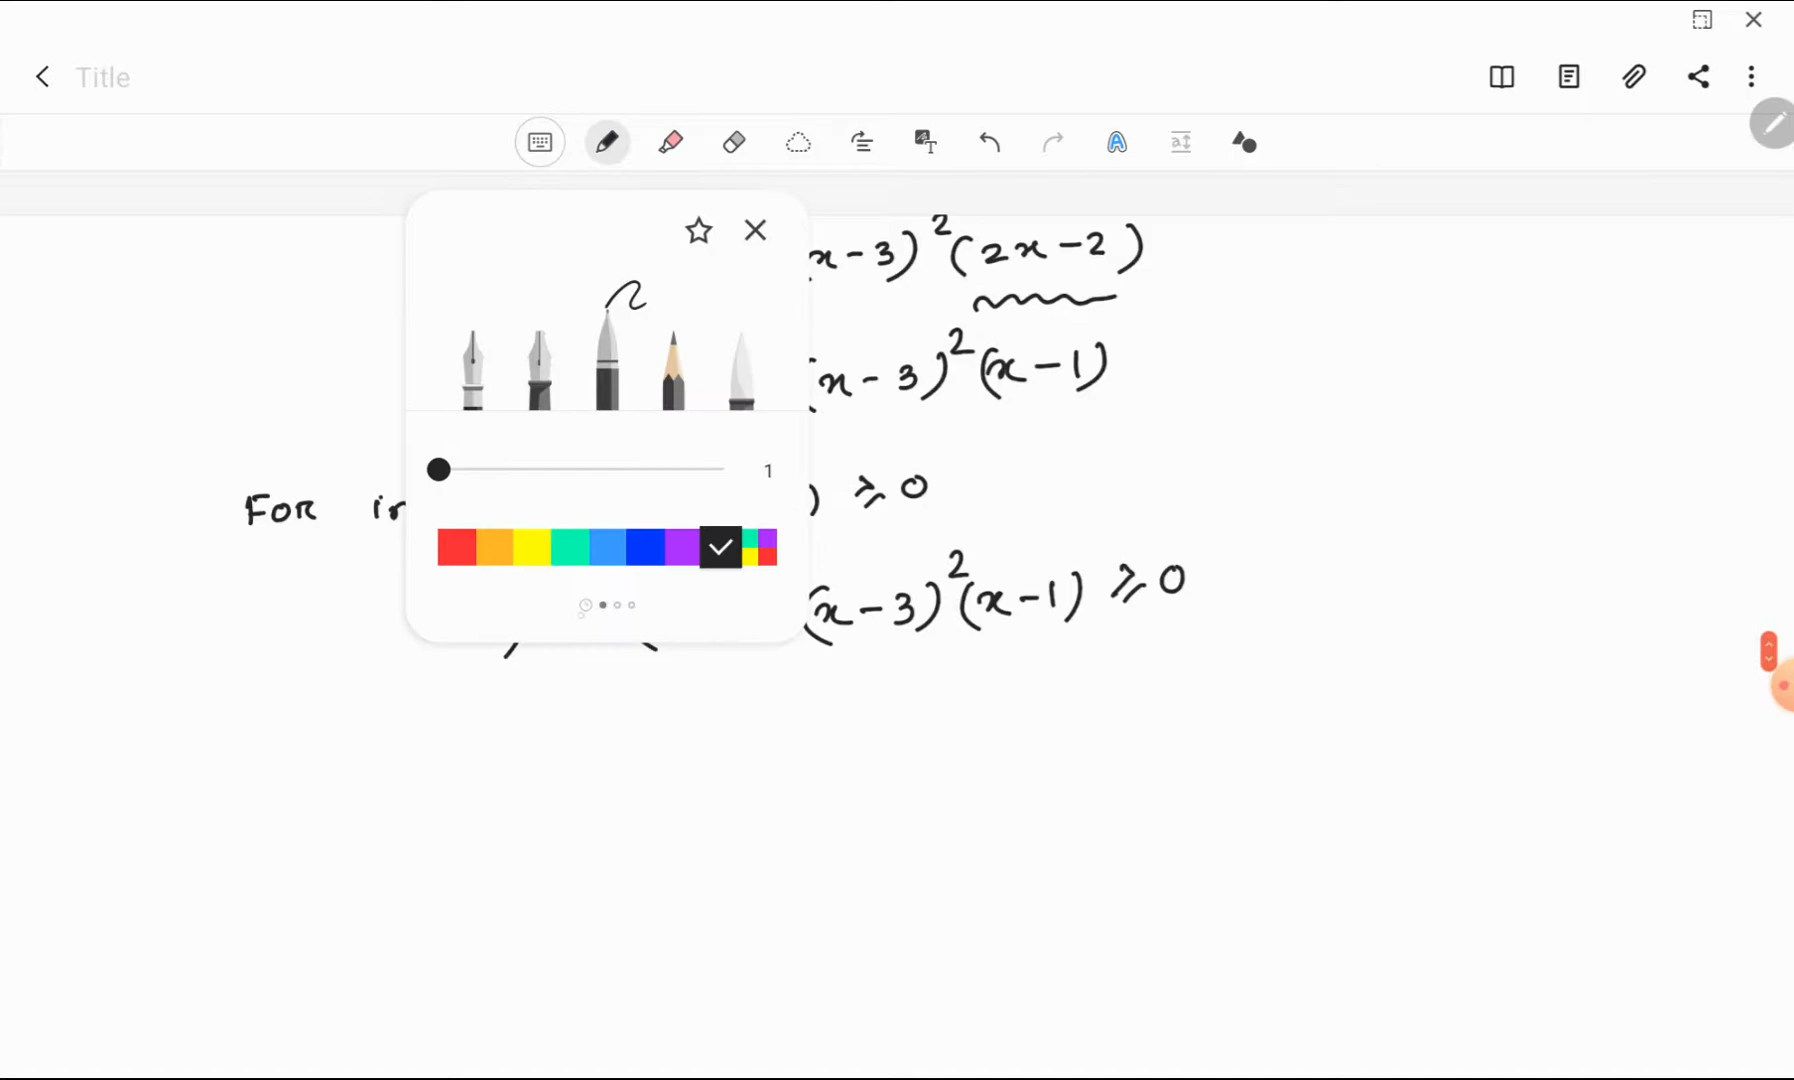 Title
x-3)²(2x-2)
(x-3)²(x-1)
1
For ) ⩾ 0
(x-3)²(x-1) ⩾ 0